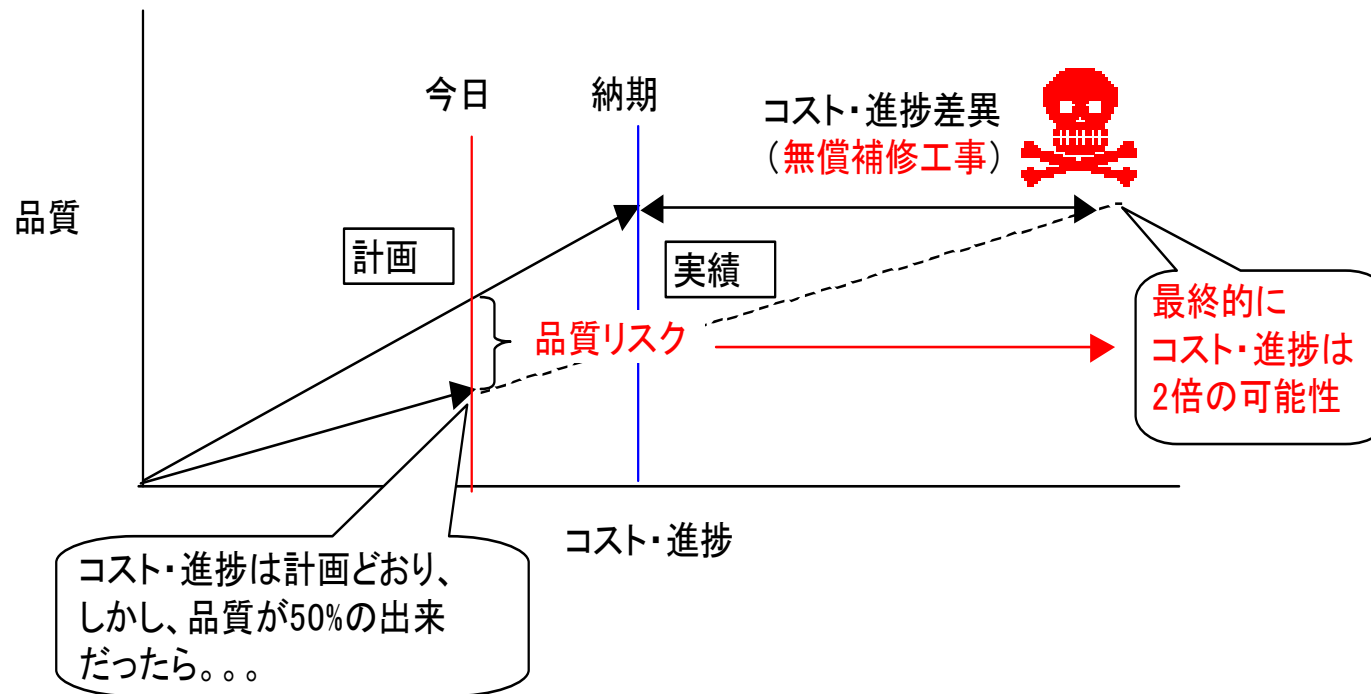 今日
納期
コスト・進捗差異
（無償補修工事）
品質
計画
実績
品質リスク
最終的に
コスト・進捗は
2倍の可能性
コスト・進捗
コスト・進捗は計画どおり、
しかし、品質が50%の出来
だったら。。。